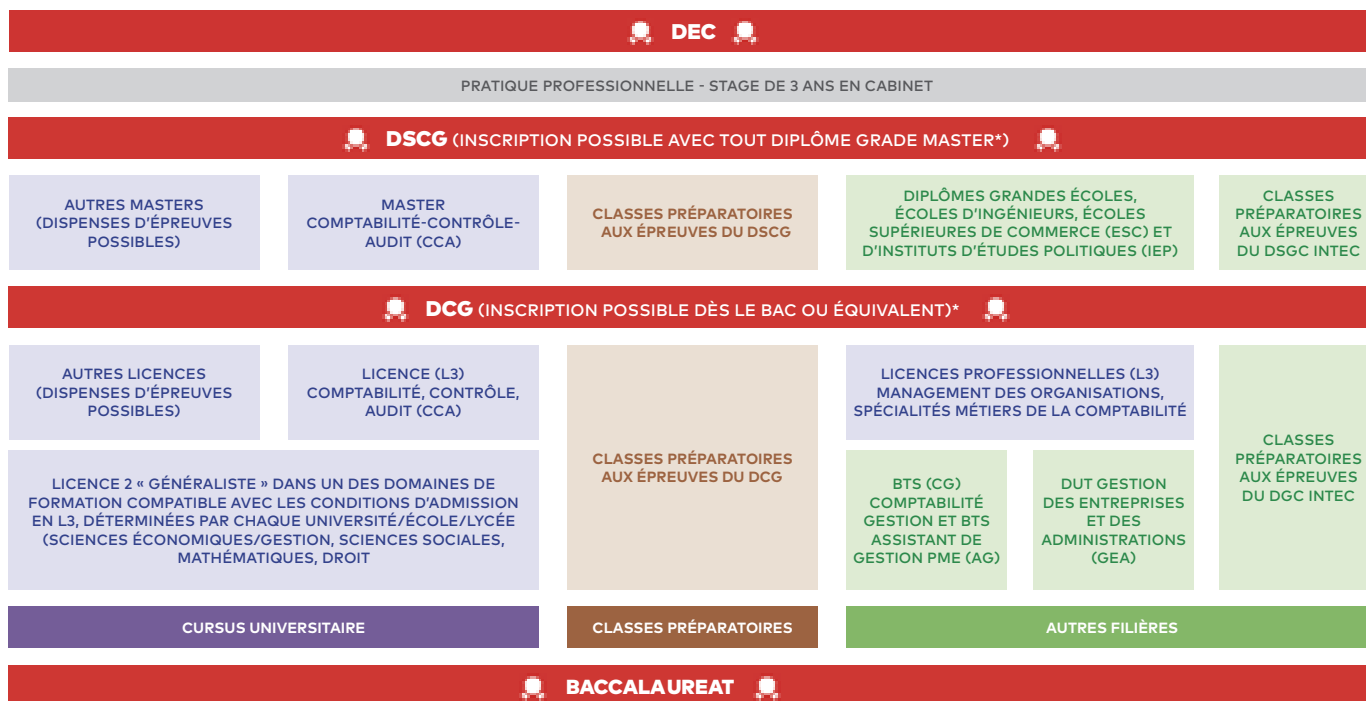 DEC
PRATIQUE PROFESSIONNELLE - STAGE DE 3 ANS EN CABINET
DSCG (INSCRIPTION POSSIBLE AVEC TOUT DIPLÔME GRADE MASTER*)
AUTRES MASTERS
(DISPENSES D'ÉPREUVES
POSSIBLES)
MASTER
COMPTABILITÉ-CONTRÔLE-
AUDIT (CCA)
CLASSES PRÉPARATOIRES
AUX ÉPREUVES DU DSCG
DIPLÔMES GRANDES ÉCOLES,
ÉCOLES D'INGÉNIEURS, ÉCOLES
SUPÉRIEURES DE COMMERCE (ESC) ET
D'INSTITUTS D'ÉTUDES POLITIQUES (IEP)
CLASSES
PRÉPARATOIRES
AUX ÉPREUVES
DU DSGC INTEC
DCG (INSCRIPTION POSSIBLE DÈS LE BAC OU ÉQUIVALENT)*
AUTRES LICENCES
(DISPENSES D'ÉPREUVES
POSSIBLES)
LICENCE (L3)
COMPTABILITÉ, CONTRÔLE,
AUDIT (CCA)
LICENCE 2 « GÉNÉRALISTE » DANS UN DES DOMAINES DE
FORMATION COMPATIBLE AVEC LES CONDITIONS D'ADMISSION
EN L3, DÉTERMINÉES PAR CHAQUE UNIVERSITÉ/ÉCOLE/LYCÉE
(SCIENCES ÉCONOMIQUES/GESTION, SCIENCES SOCIALES,
MATHÉMATIQUES, DROIT
CLASSES PRÉPARATOIRES
AUX ÉPREUVES DU DCG
LICENCES PROFESSIONNELLES (L3)
MANAGEMENT DES ORGANISATIONS,
SPÉCIALITÉS MÉTIERS DE LA COMPTABILITÉ
BTS (CG)
COMPTABILITÉ
GESTION ET BTS
ASSISTANT DE
GESTION PME (AG)
DUT GESTION
DES ENTREPRISES
ET DES
ADMINISTRATIONS
(GEA)
CLASSES
PRÉPARATOIRES
AUX ÉPREUVES
DU DGC INTEC
CURSUS UNIVERSITAIRE
CLASSES PRÉPARATOIRES
AUTRES FILIÈRES
BACCALAUREAT